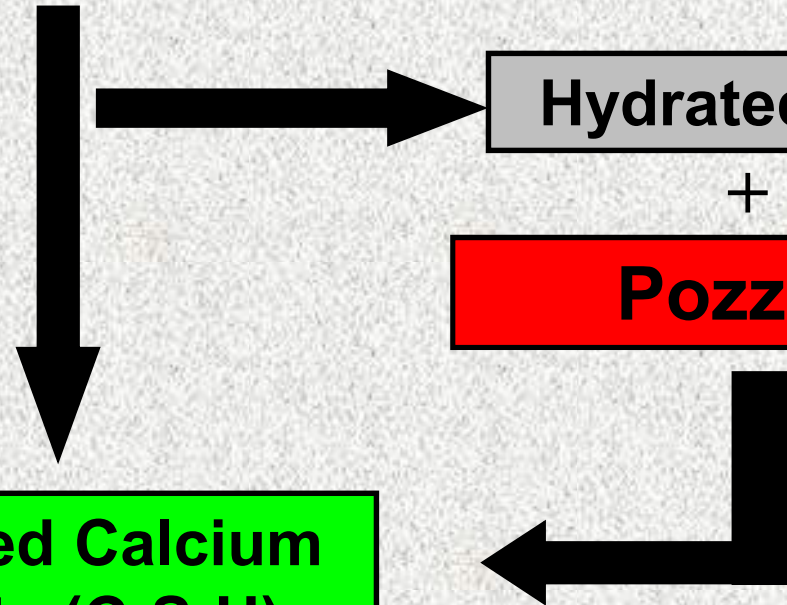 Hydrated
+
Pozz
ed Calcium
(C-S-H)